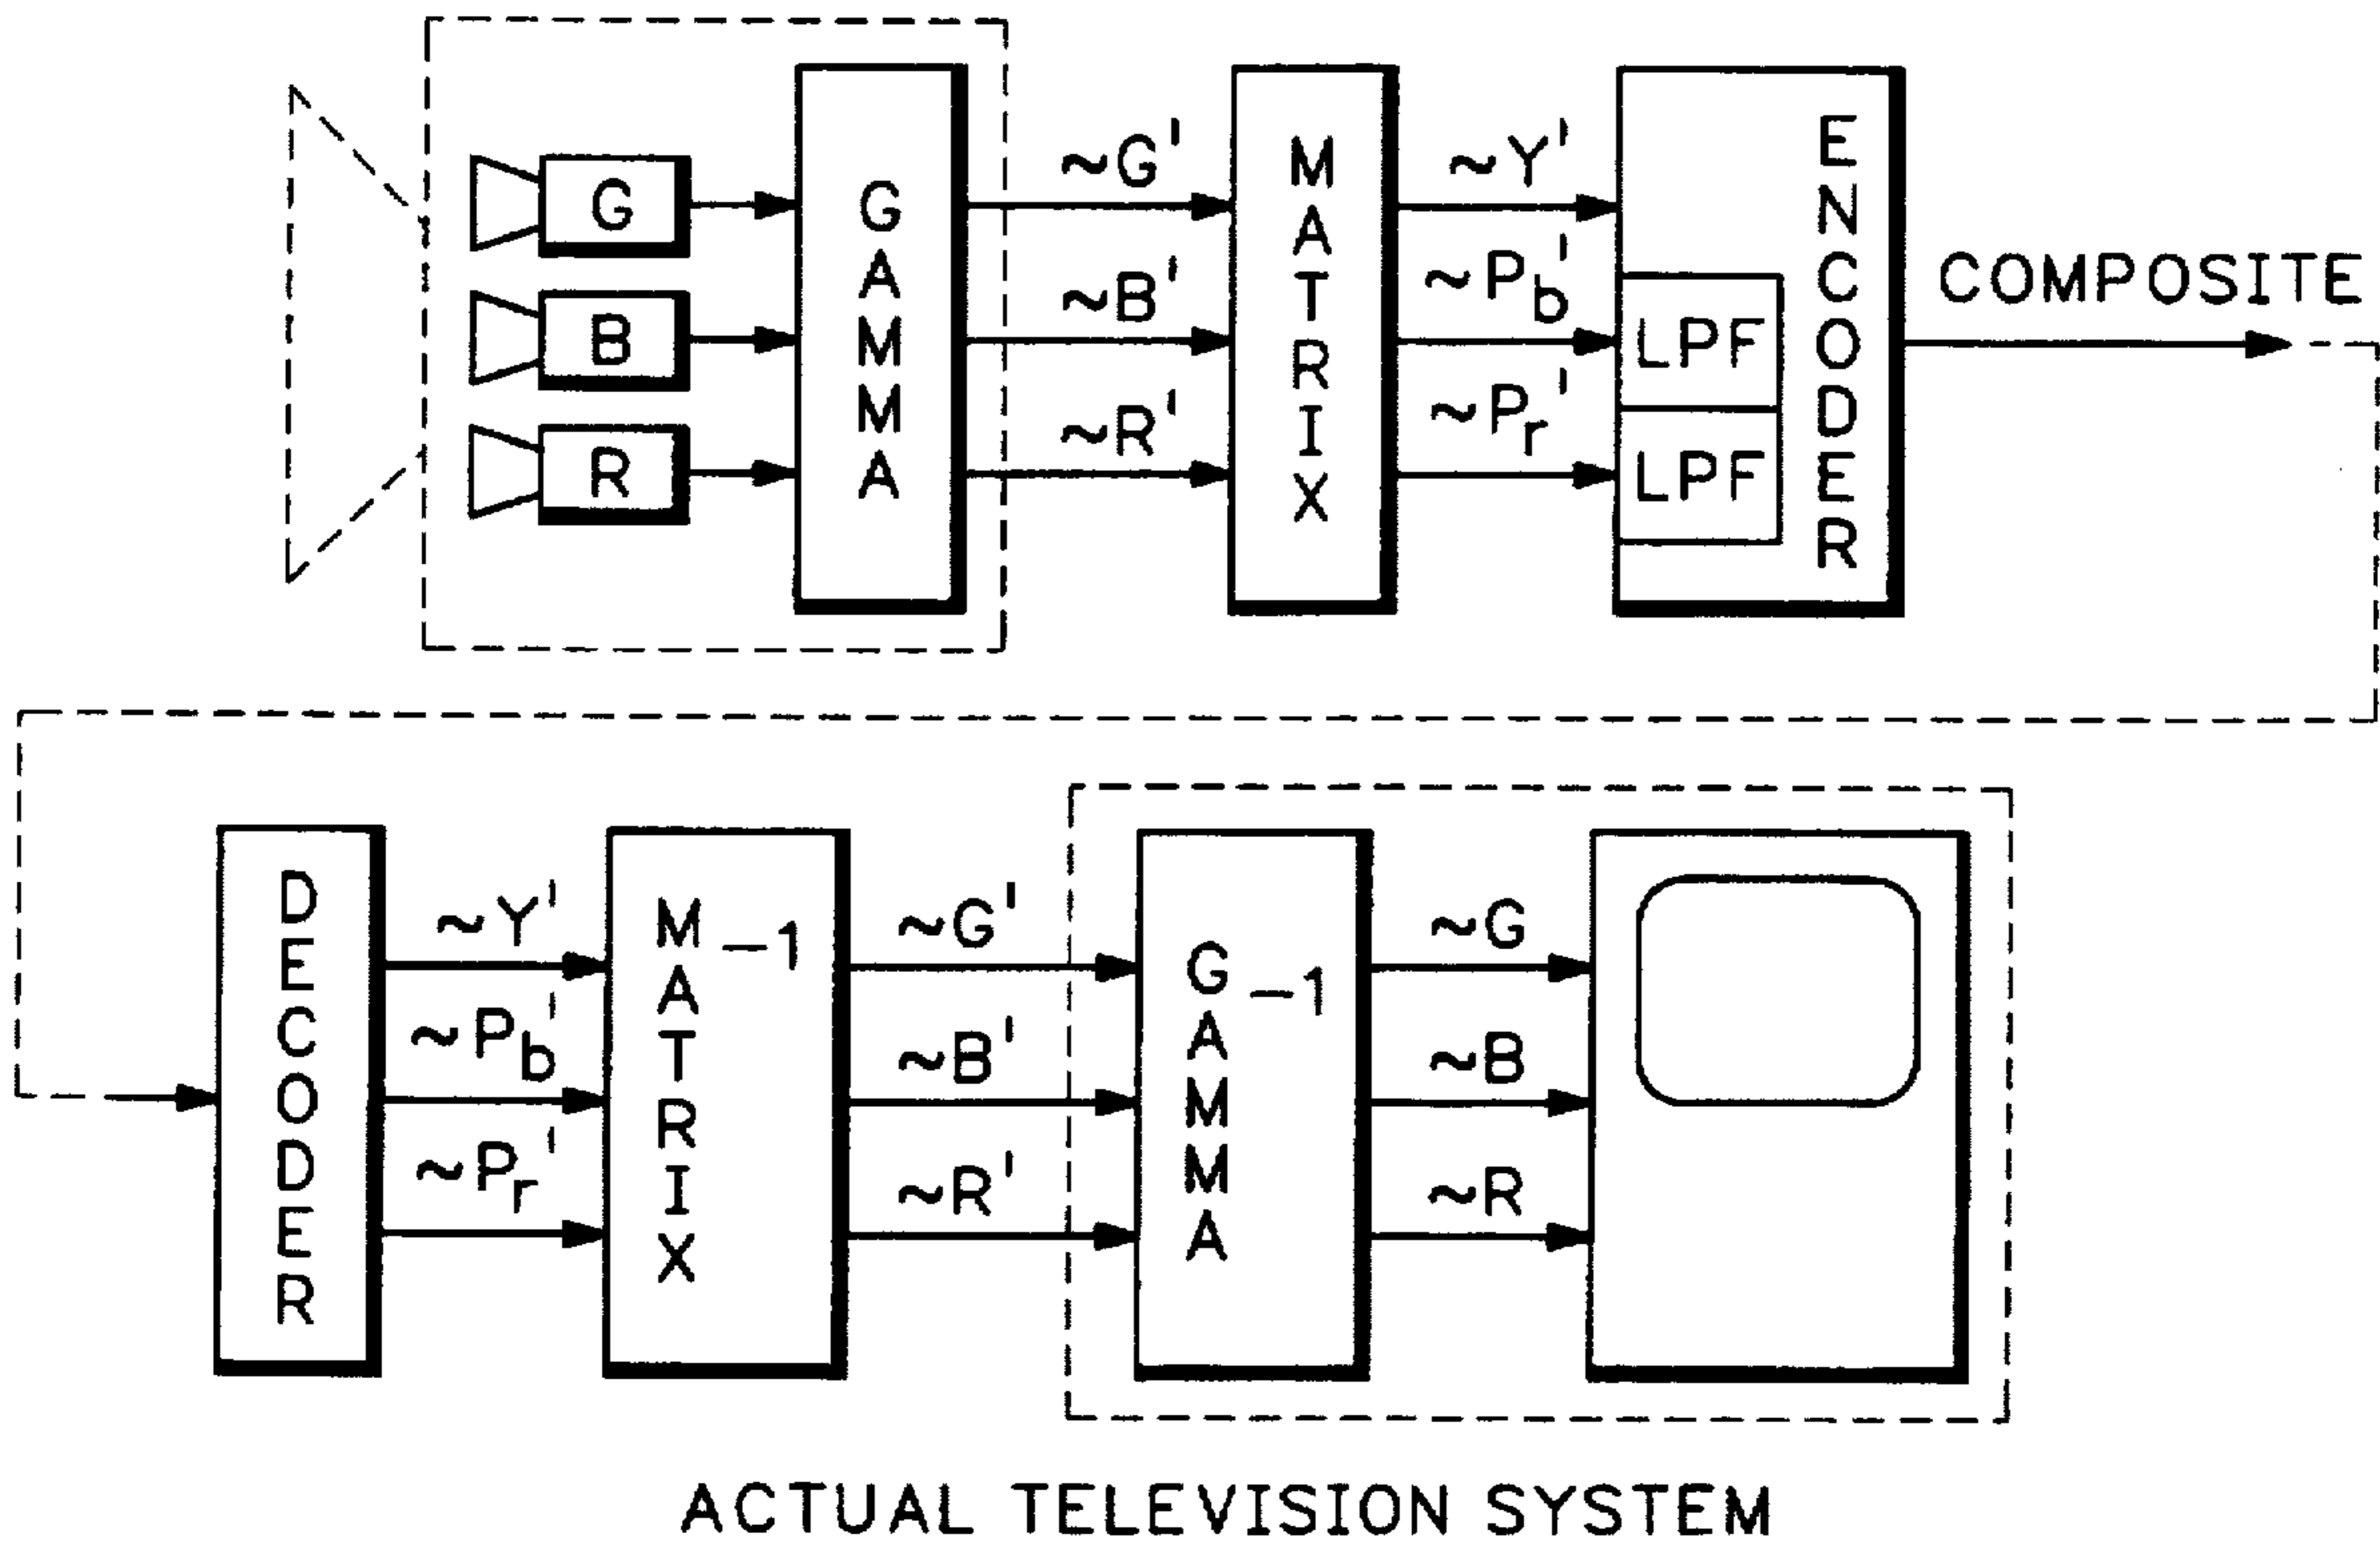 G
B
R
GAMMA
~G'
~B'
~R'
MATRIX
~Y'
~Pb'
~Pr'
LPF
LPF
ENCODER
COMPOSITE
DECODER
~Y'
~Pb'
~Pr'
MATRIX
-1
~G'
~B'
~R'
GAMMA
-1
~G
~B
~R
ACTUAL TELEVISION SYSTEM